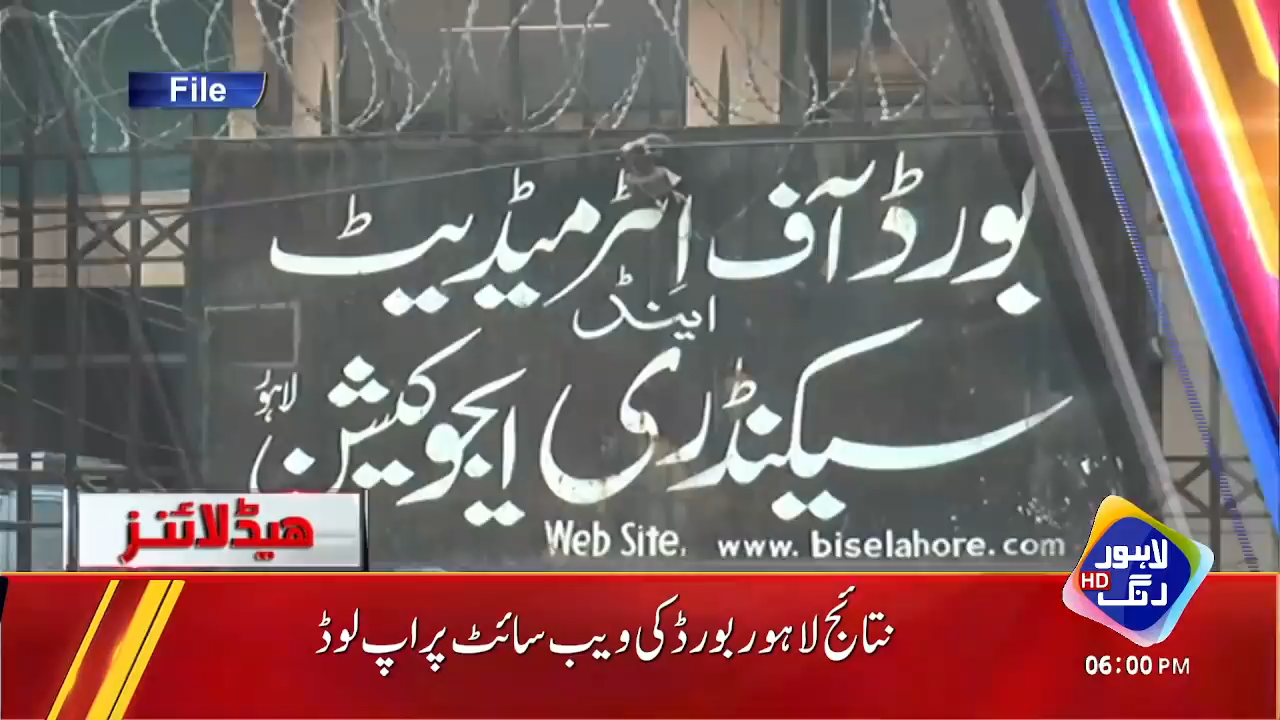 File
بورڈ آف انٹرمیڈیٹ
اینڈ
سیکنڈری ایجوکیشن لاہور
Web Site. www.biselahore.com
ہیڈلائنز
نتائج لاہور بورڈ کی ویب سائٹ پر اپ لوڈ
لاہور
رنگ
HD
06:00 PM